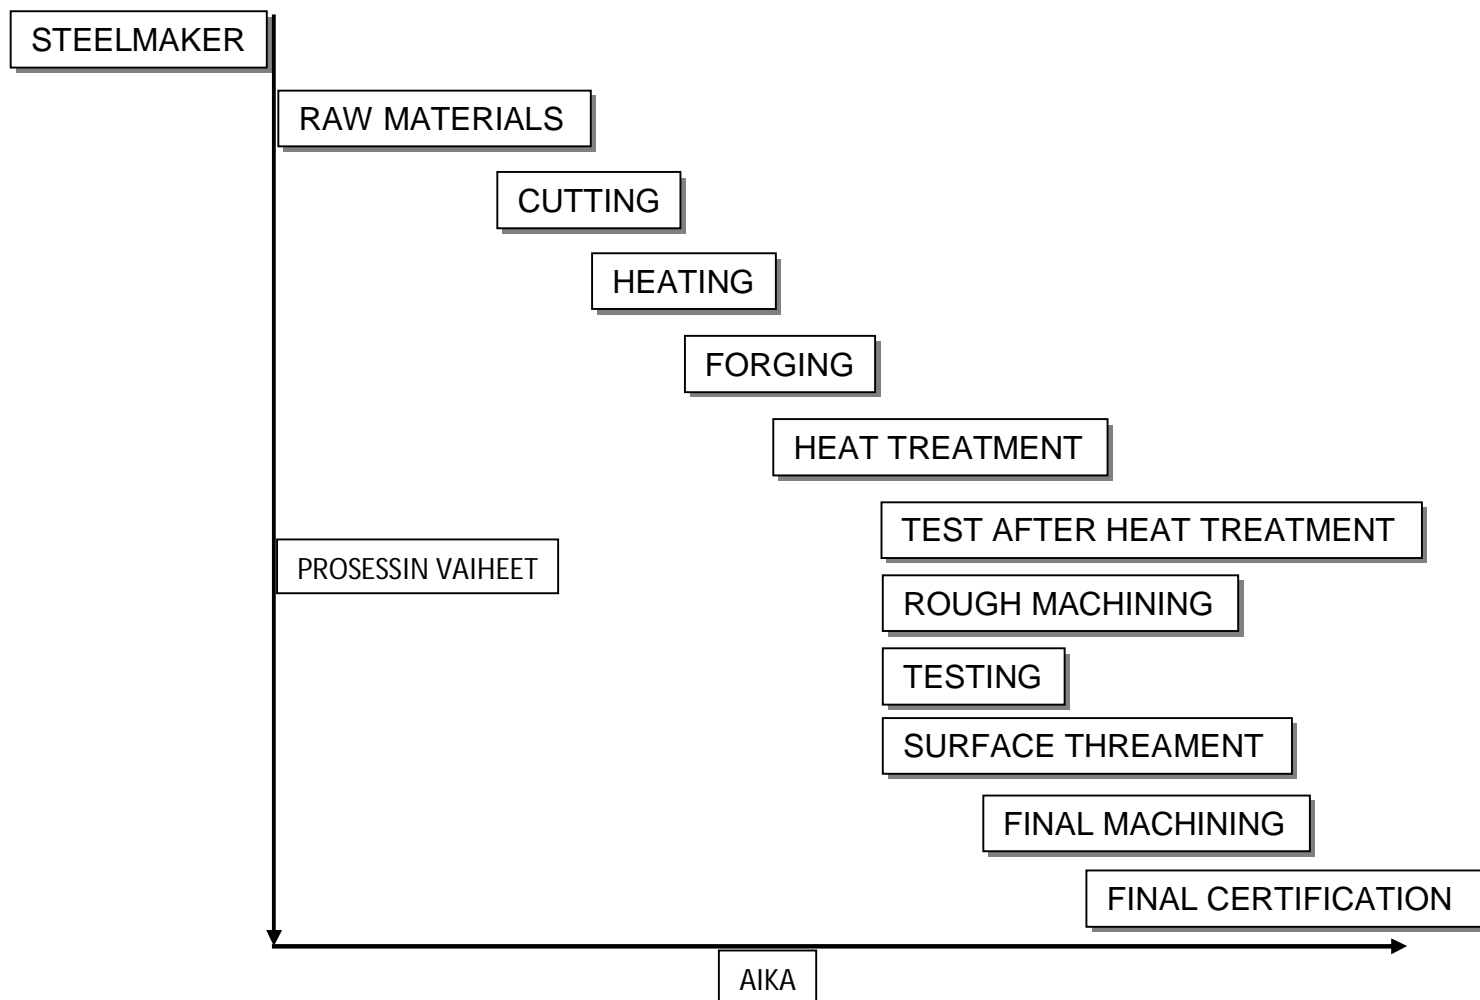 STEELMAKER
RAW MATERIALS
CUTTING
HEATING
FORGING
HEAT TREATMENT
TEST AFTER HEAT TREATMENT
PROSESSIN VAIHEET
ROUGH MACHINING
TESTING
SURFACE THREAMENT
FINAL MACHINING
FINAL CERTIFICATION
AIKA